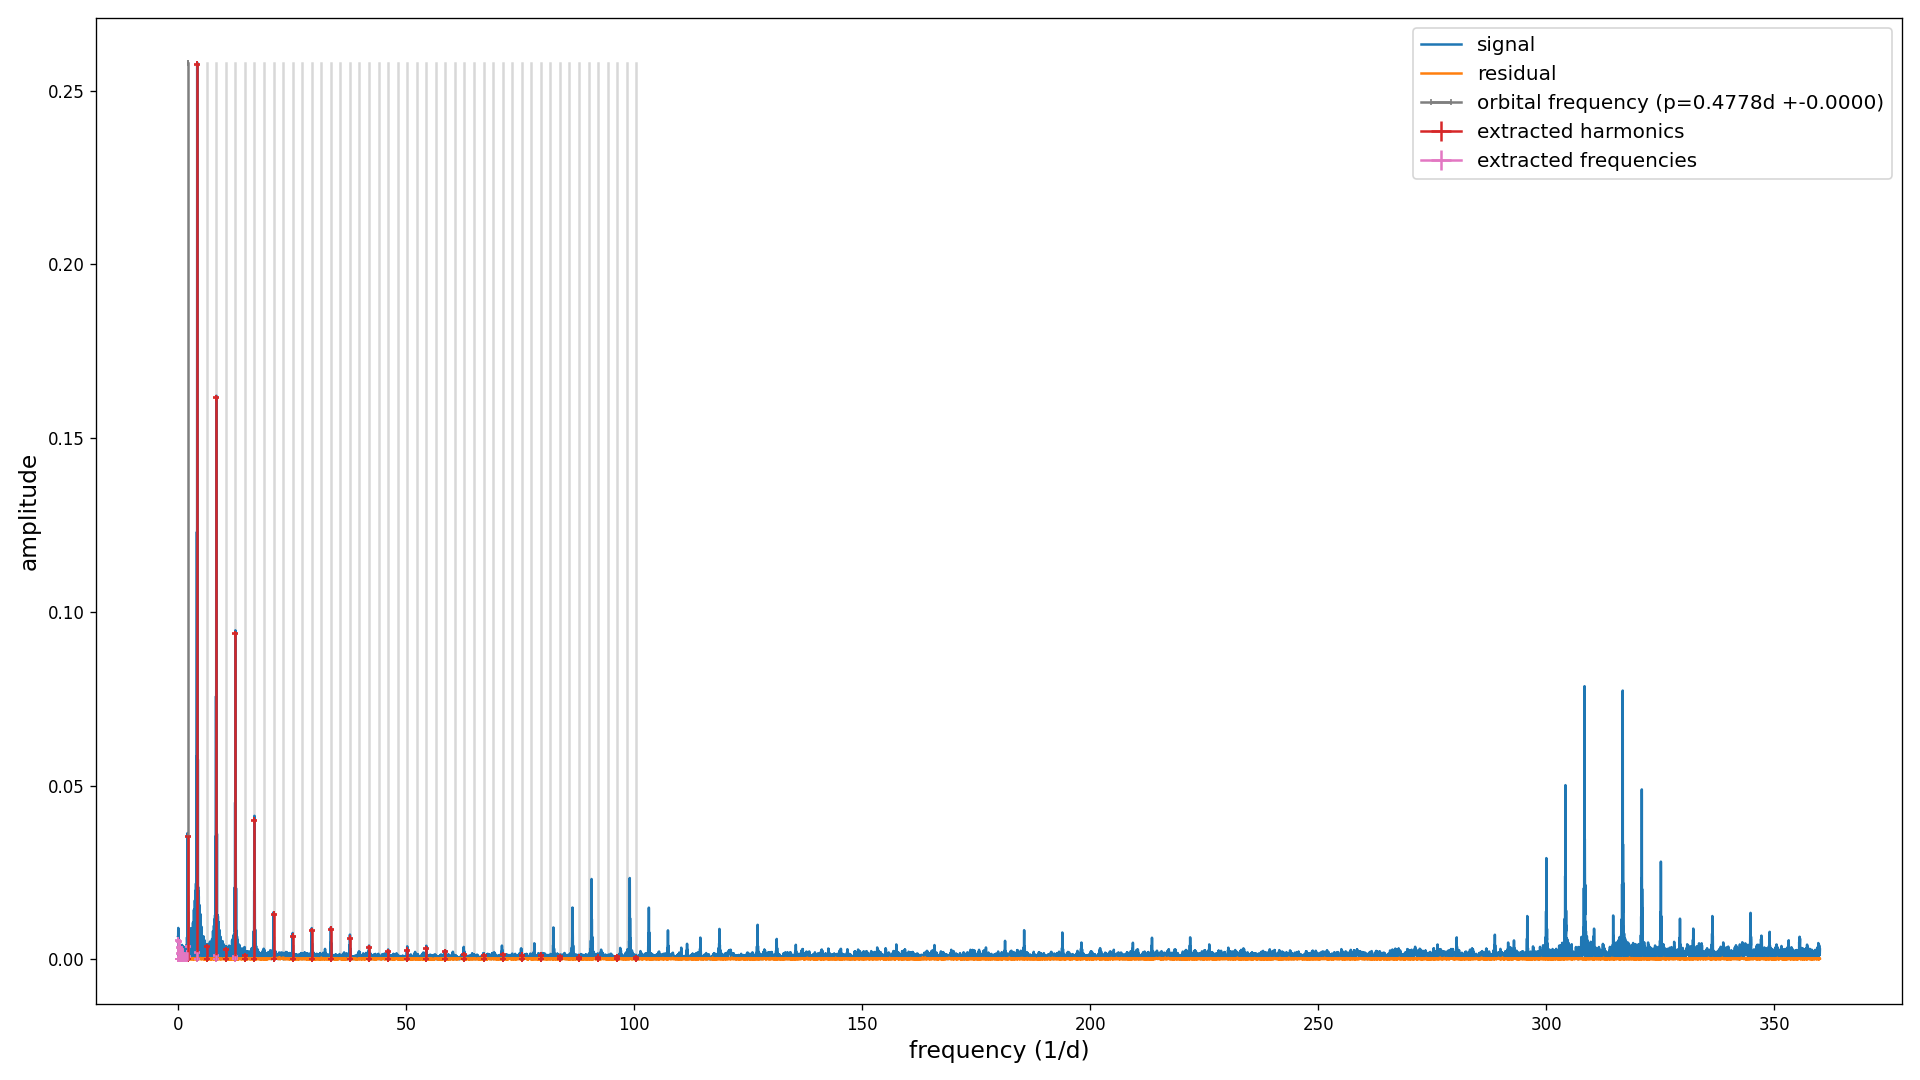 signal
residual
orbital frequency (p=0.4778d +-0.0000)
extracted harmonics
extracted frequencies
amplitude
0.25
0.20
0.15
0.10
0.05
0.00
0 50 100 150 200 250 300 350
frequency (1/d)